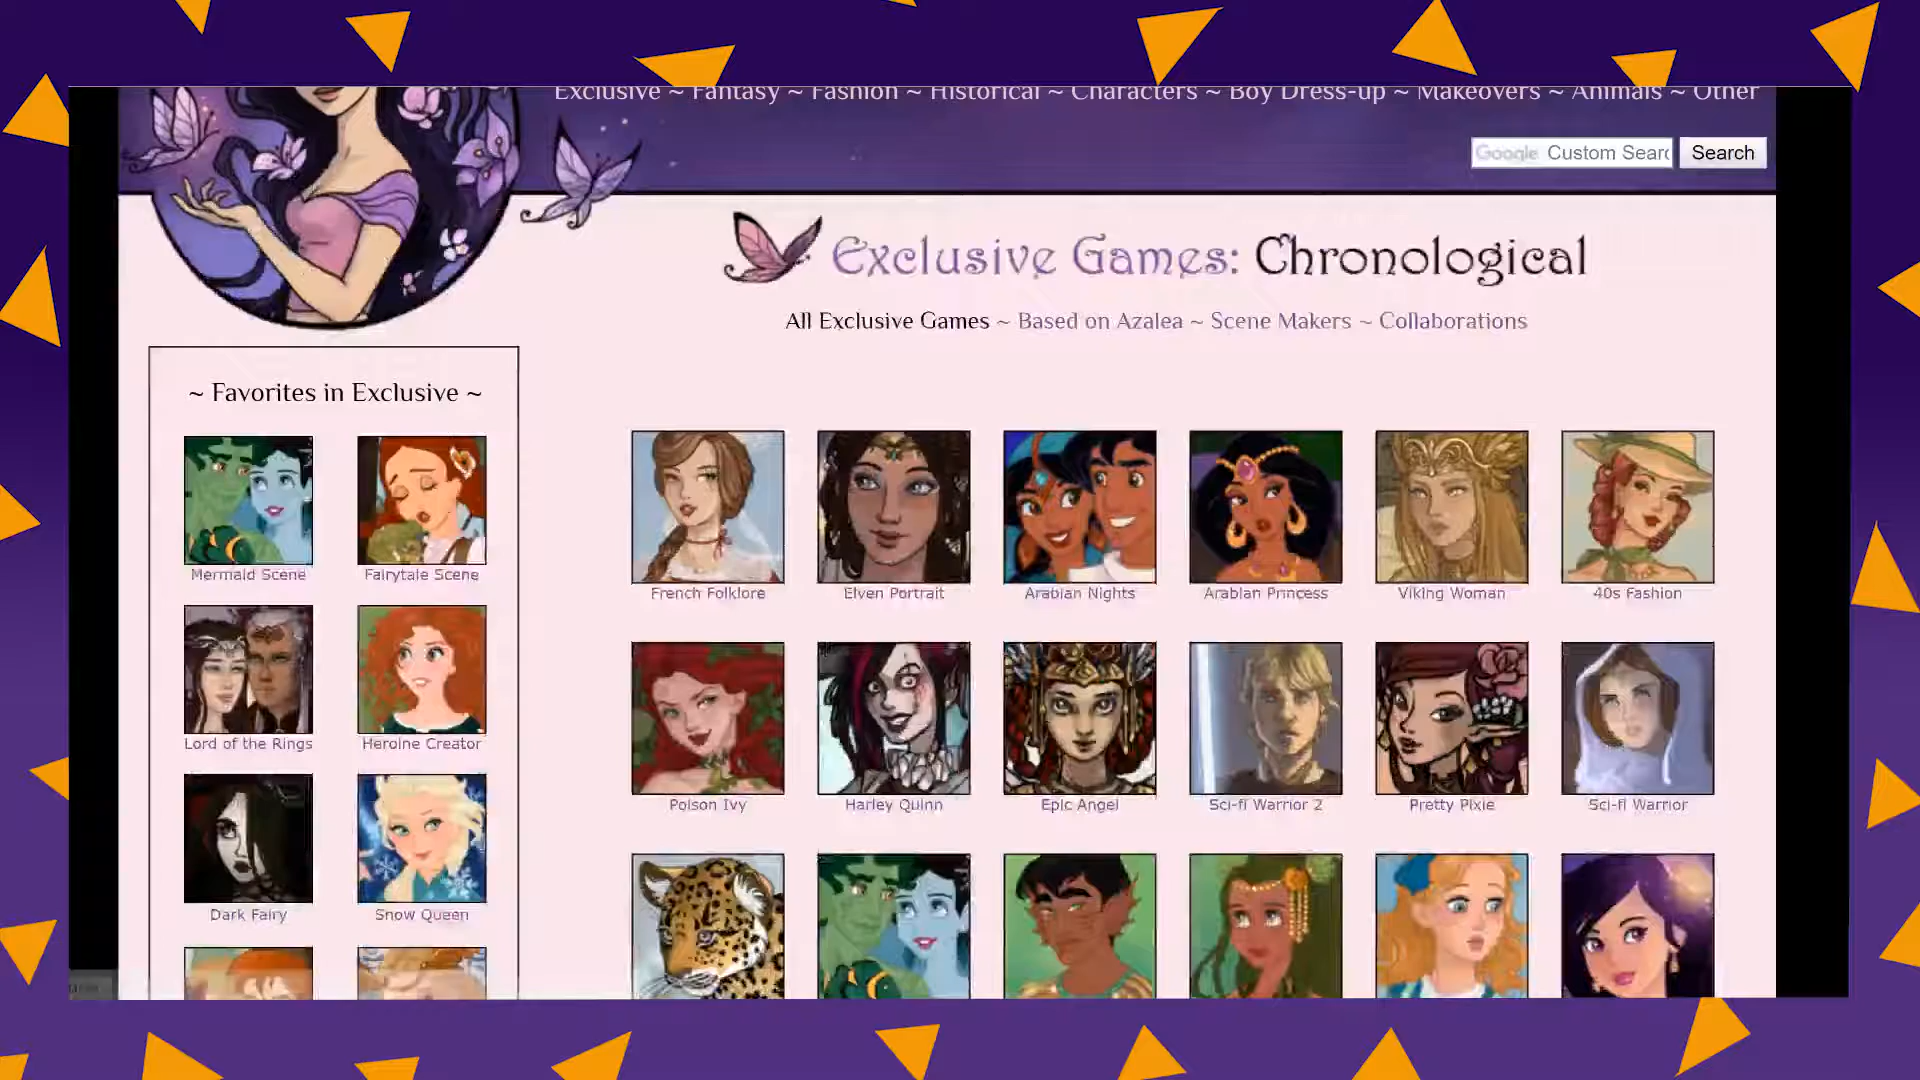 Exclusive ~ Fantasy ~ Fashion ~ Historical ~ Characters ~ Boy Dress-up ~ Makeovers ~ Animals ~ Other
Google Custom Searc Search
Exclusive Games: Chronological
All Exclusive Games ~ Based on Azalea ~ Scene Makers ~ Collaborations
~ Favorites in Exclusive ~
Mermaid Scene Fairytale Scene
Lord of the Rings Heroine Creator
Dark Fairy Snow Queen
French Folklore Elven Portrait Arabian Nights Arabian Princess Viking Woman 40s Fashion
Poison Ivy Harley Quinn Epic Angel Sci-fi Warrior 2 Pretty Pixie Sci-fi Warrior